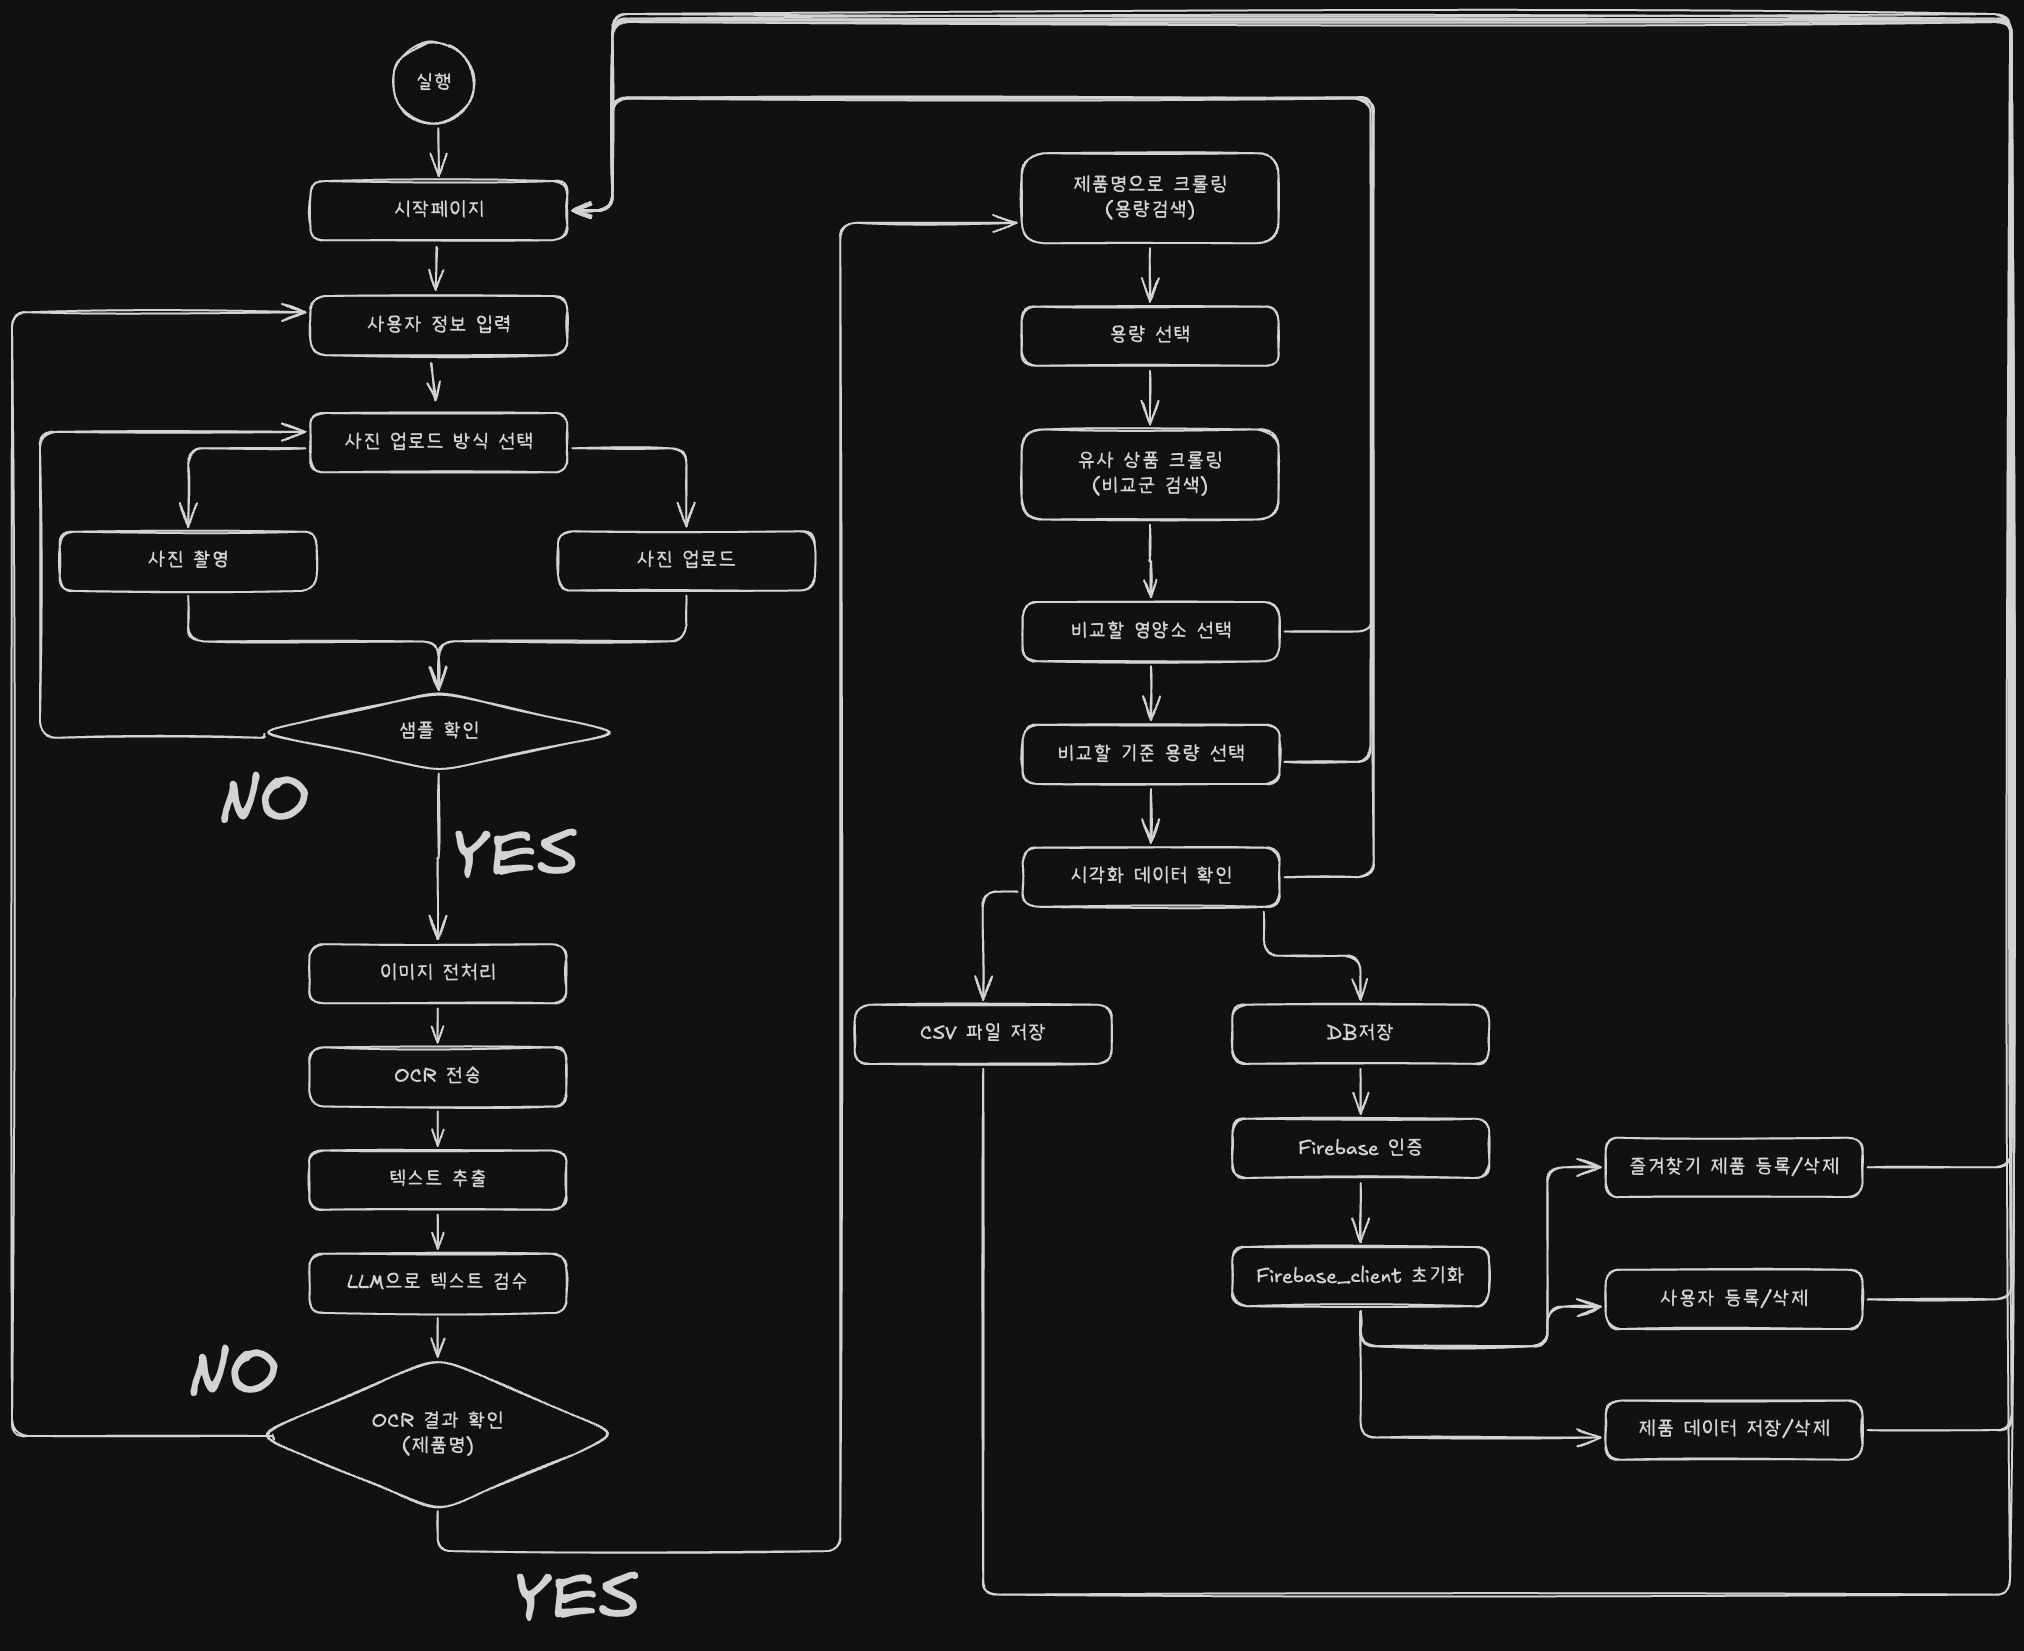 실행
시작페이지
사용자 정보 입력
사진 업로드 방식 선택
사진 촬영
사진 업로드
샘플 확인
NO
YES
이미지 전처리
OCR 전송
텍스트 추출
LLM으로 텍스트 검수
NO
OCR 결과 확인
(제품명)
YES
제품명으로 크롤링
(용량검색)
용량 선택
유사 상품 크롤링
(비교군 검색)
비교할 영양소 선택
비교할 기준 용량 선택
시각화 데이터 확인
CSV 파일 저장
DB저장
Firebase 인증
Firebase_client 초기화
즐겨찾기 제품 등록/삭제
사용자 등록/삭제
제품 데이터 저장/삭제